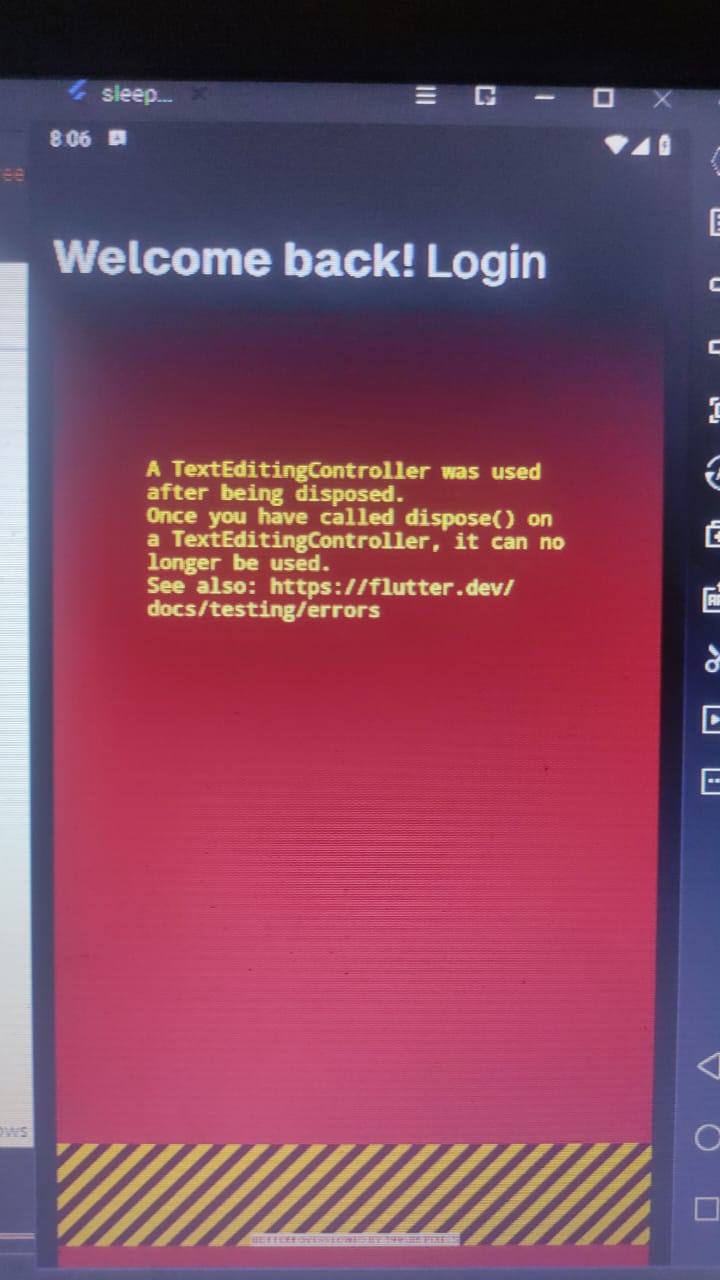 sleep...
8:06
ee
Welcome back! Login
A TextEditingController was used
after being disposed.
Once you have called dispose() on
a TextEditingController, it can no
longer be used.
See also: https://flutter.dev/
docs/testing/errors
ows